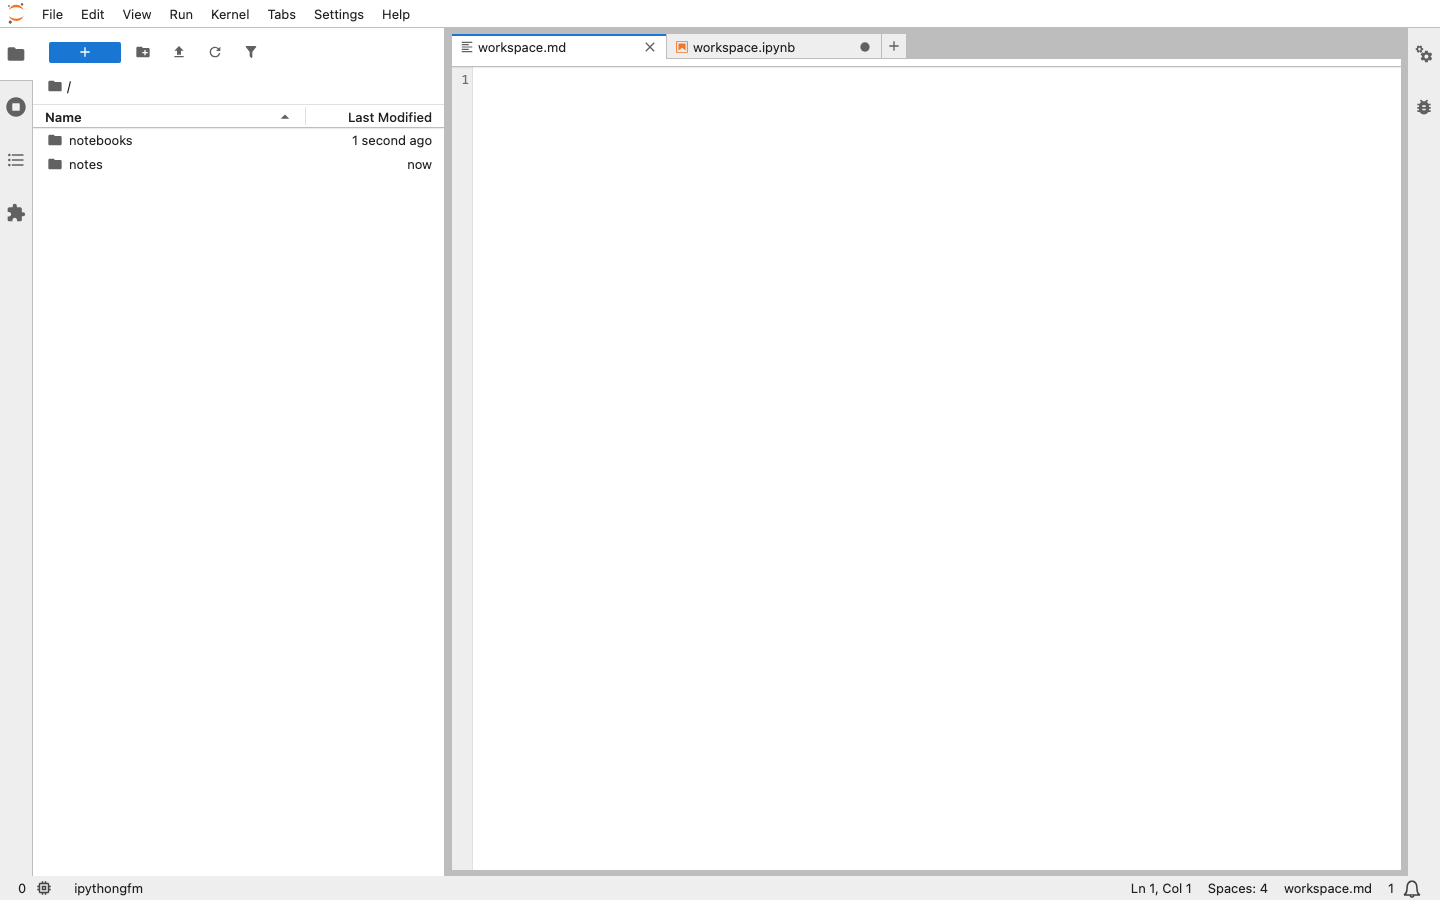 File Edit View Run Kernel Tabs Settings Help
workspace.md workspace.ipynb
/
1
Name Last Modified
notebooks 1 second ago
notes now
0 ipythongfm Ln 1, Col 1 Spaces: 4 workspace.md 1